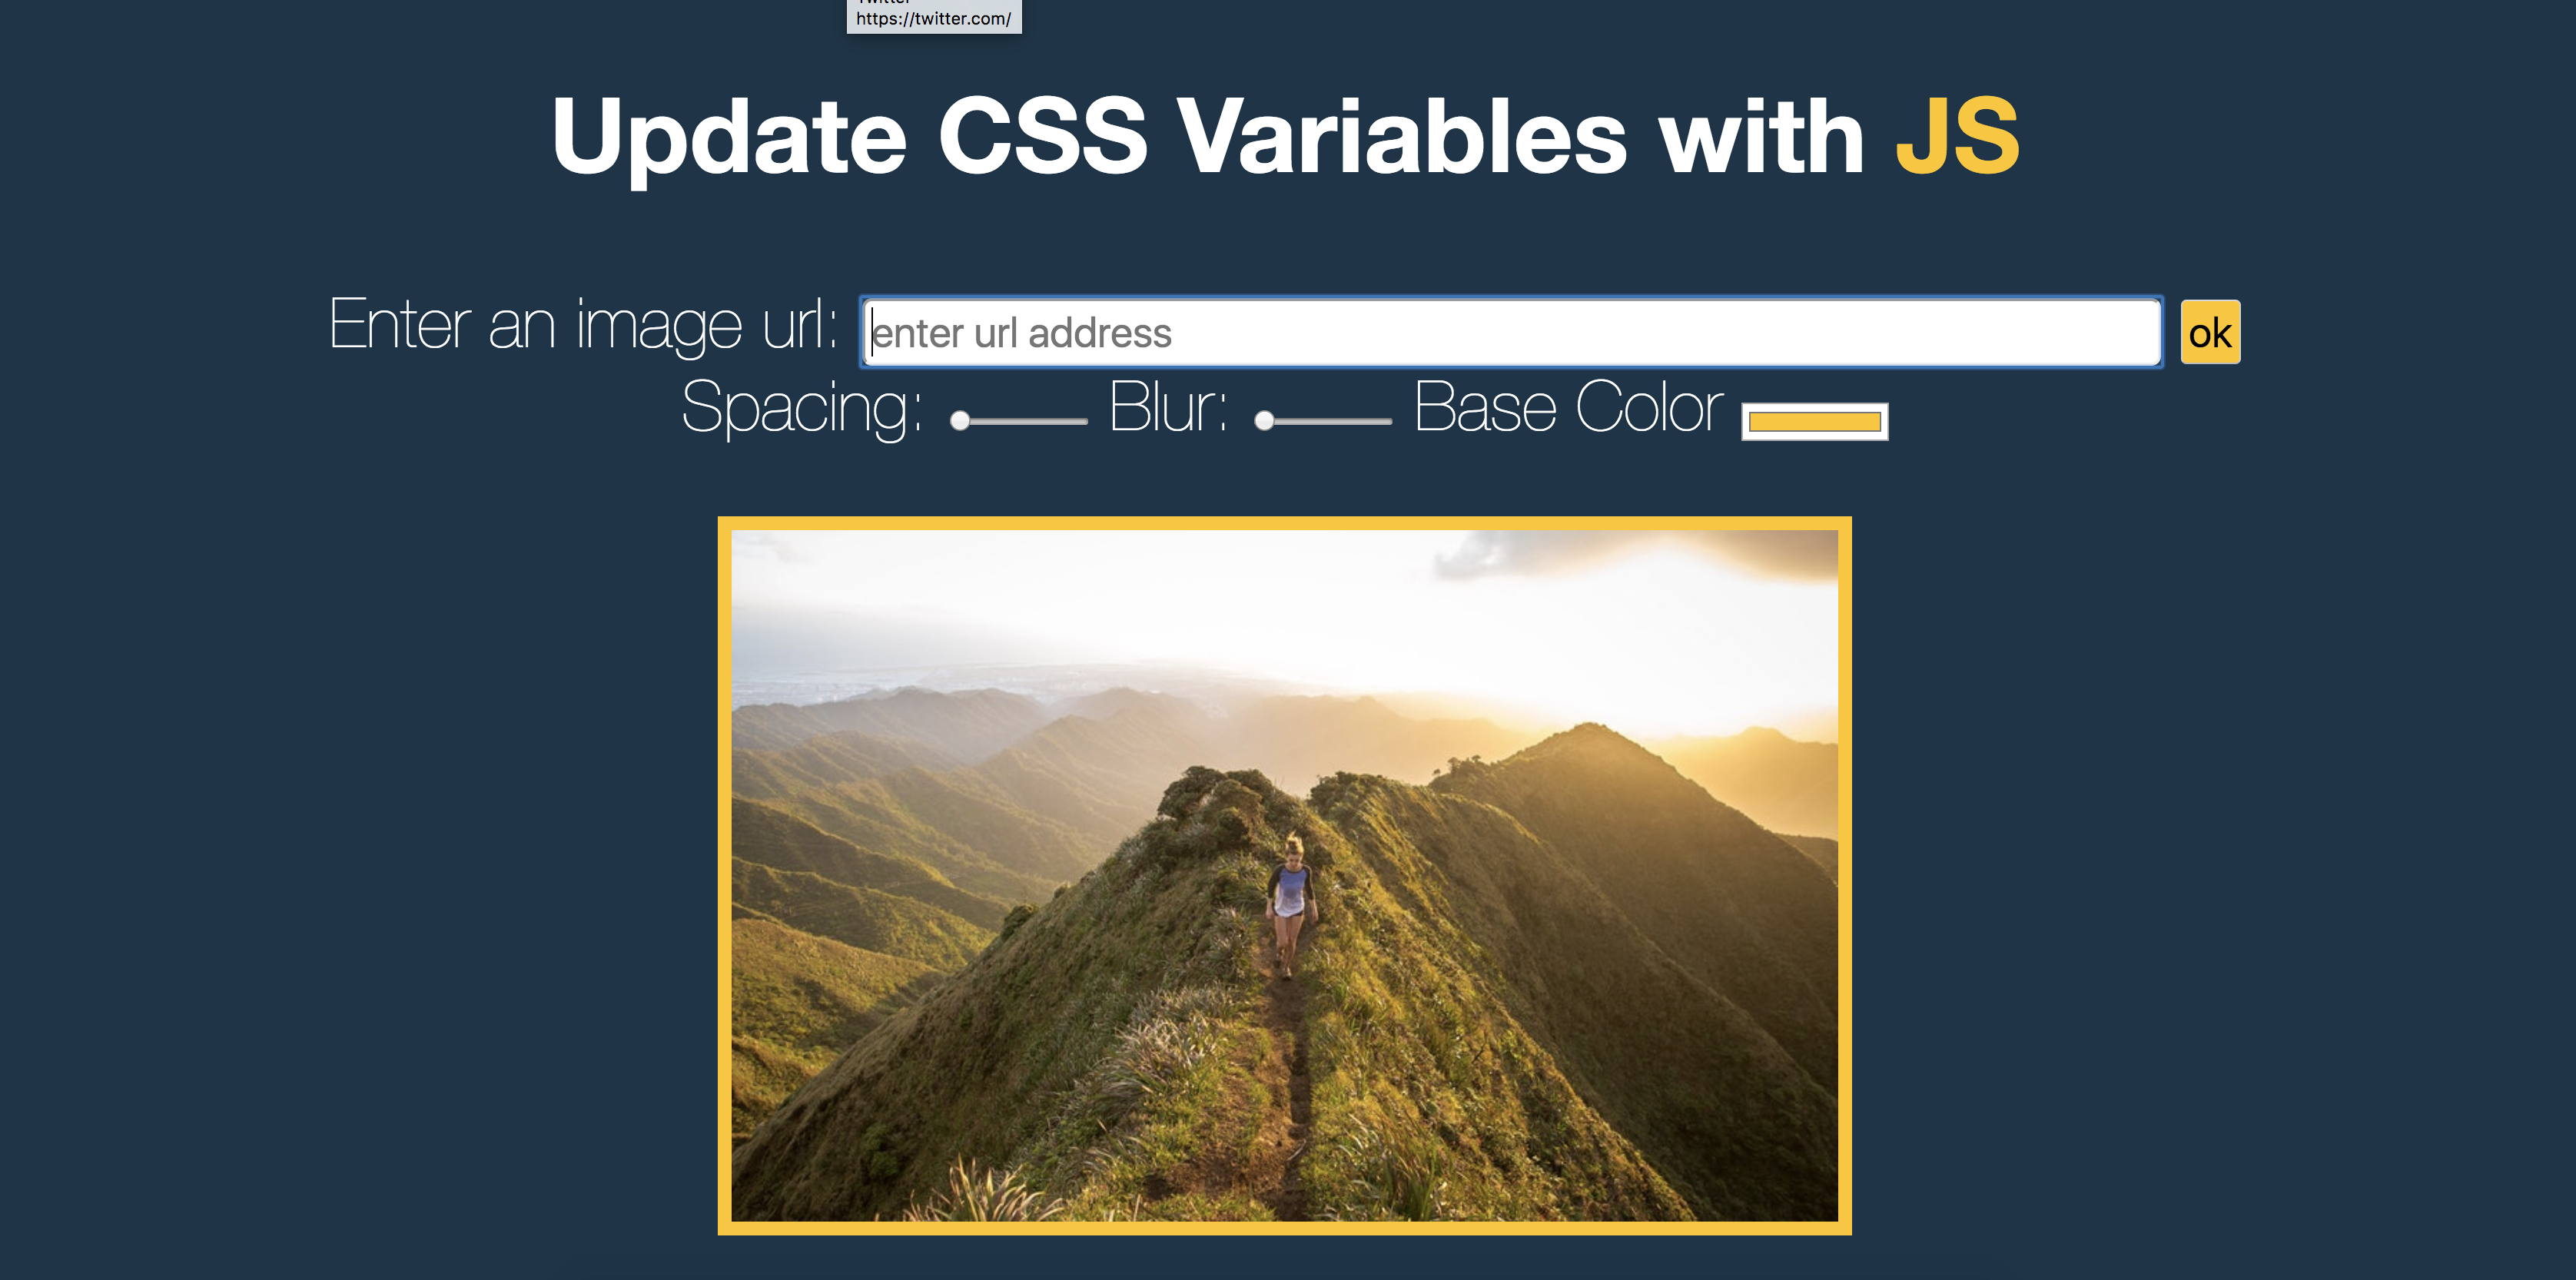 https://twitter.com/
Update CSS Variables with JS
Enter an image url: enter url address ok
Spacing: Blur: Base Color